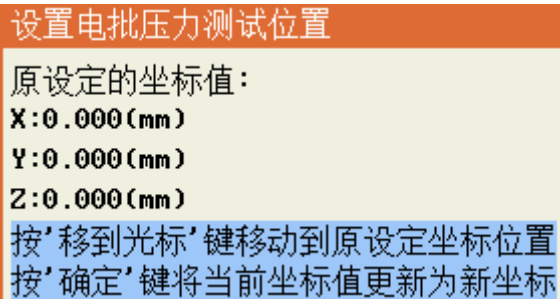 设置电批压力测试位置
原设定的坐标值:
X:0.000(mm)
Y:0.000(mm)
Z:0.000(mm)
按'移到光标'键移动到原设定坐标位置
按'确定'键将当前坐标值更新为新坐标